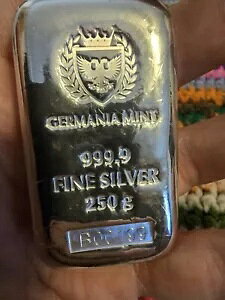 GERMANIA MINT
999,9
FINE SILVER
250 g